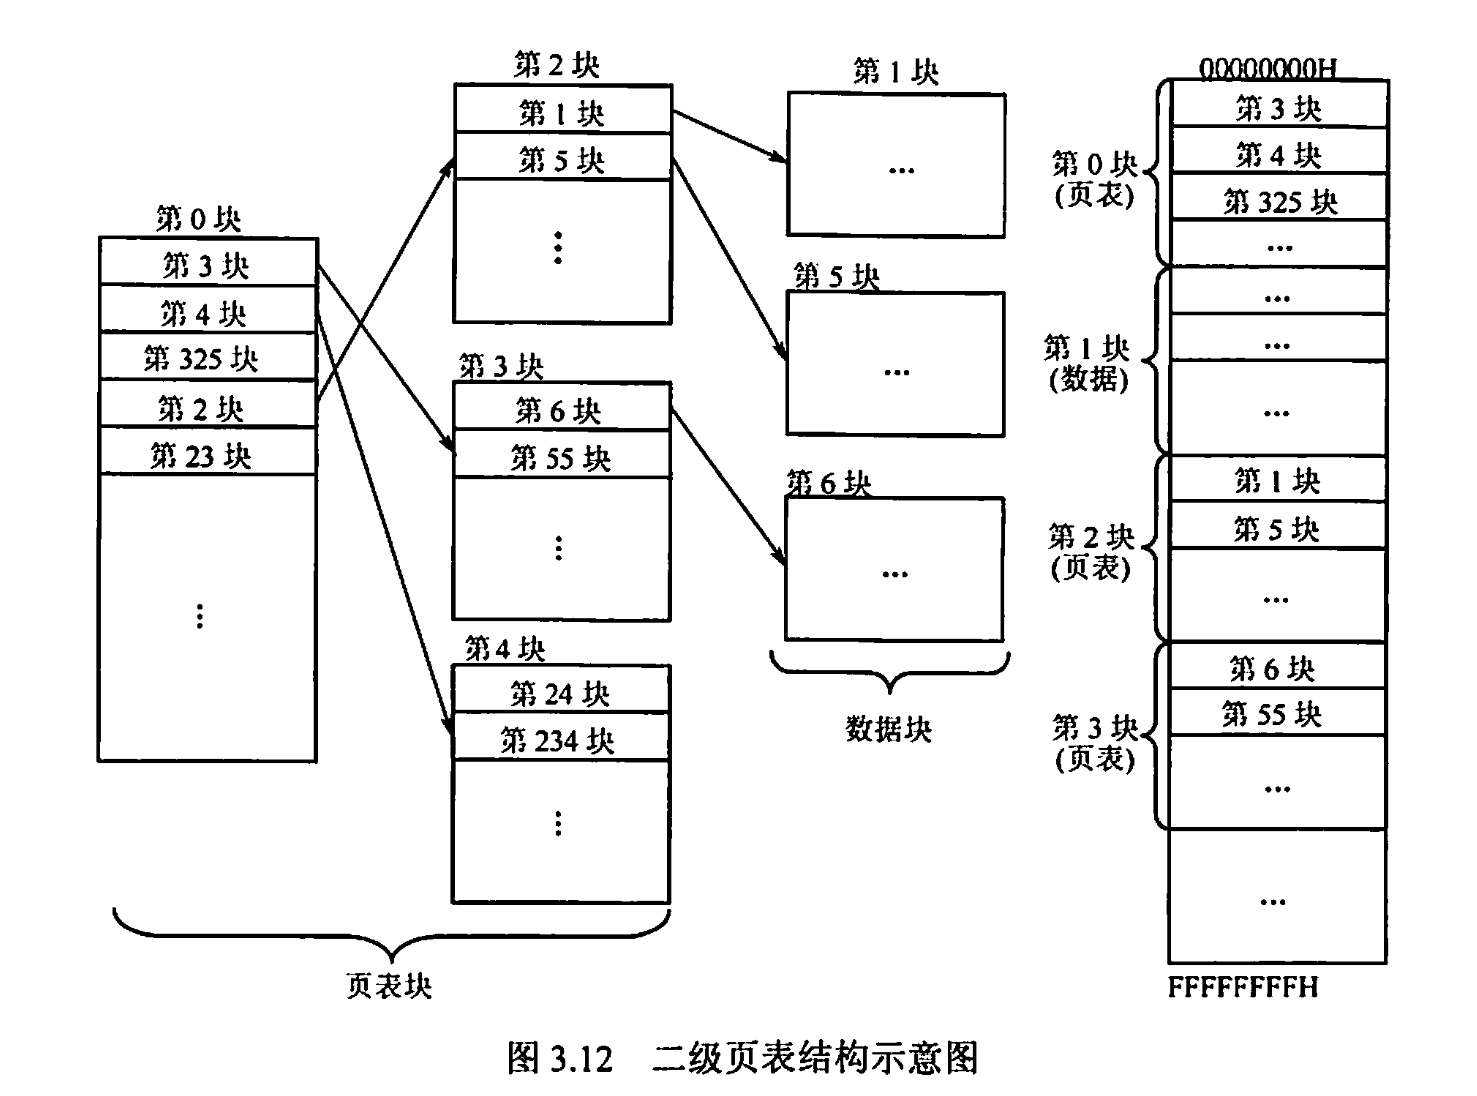 第 0 块
第 3 块
第 4 块
第 325 块
第 2 块
第 23 块
⋮
第 2 块
第 1 块
第 5 块
⋮
第 3 块
第 6 块
第 55 块
⋮
第 4 块
第 24 块
第 234 块
⋮
页表块
第 1 块
...
第 5 块
...
第 6 块
...
数据块
00000000H
第 0 块
(页表)
第 3 块
第 4 块
第 325 块
...
第 1 块
(数据)
...
...
...
第 2 块
(页表)
第 1 块
第 5 块
...
第 3 块
(页表)
第 6 块
第 55 块
...
...
FFFFFFFFH
图 3.12 二级页表结构示意图